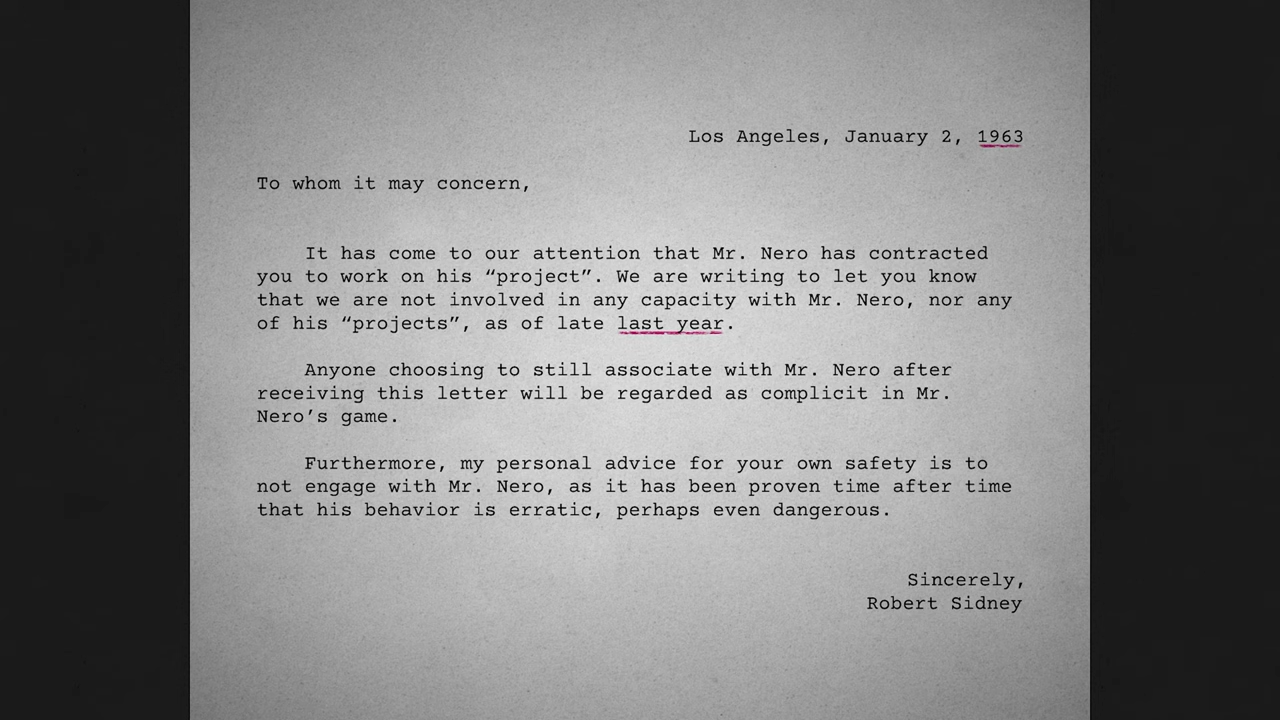 Los Angeles, January 2, 1963
To whom it may concern,
It has come to our attention that Mr. Nero has contracted
you to work on his “project”. We are writing to let you know
that we are not involved in any capacity with Mr. Nero, nor any
of his “projects”, as of late last year.
Anyone choosing to still associate with Mr. Nero after
receiving this letter will be regarded as complicit in Mr.
Nero’s game.
Furthermore, my personal advice for your own safety is to
not engage with Mr. Nero, as it has been proven time after time
that his behavior is erratic, perhaps even dangerous.
Sincerely,
Robert Sidney